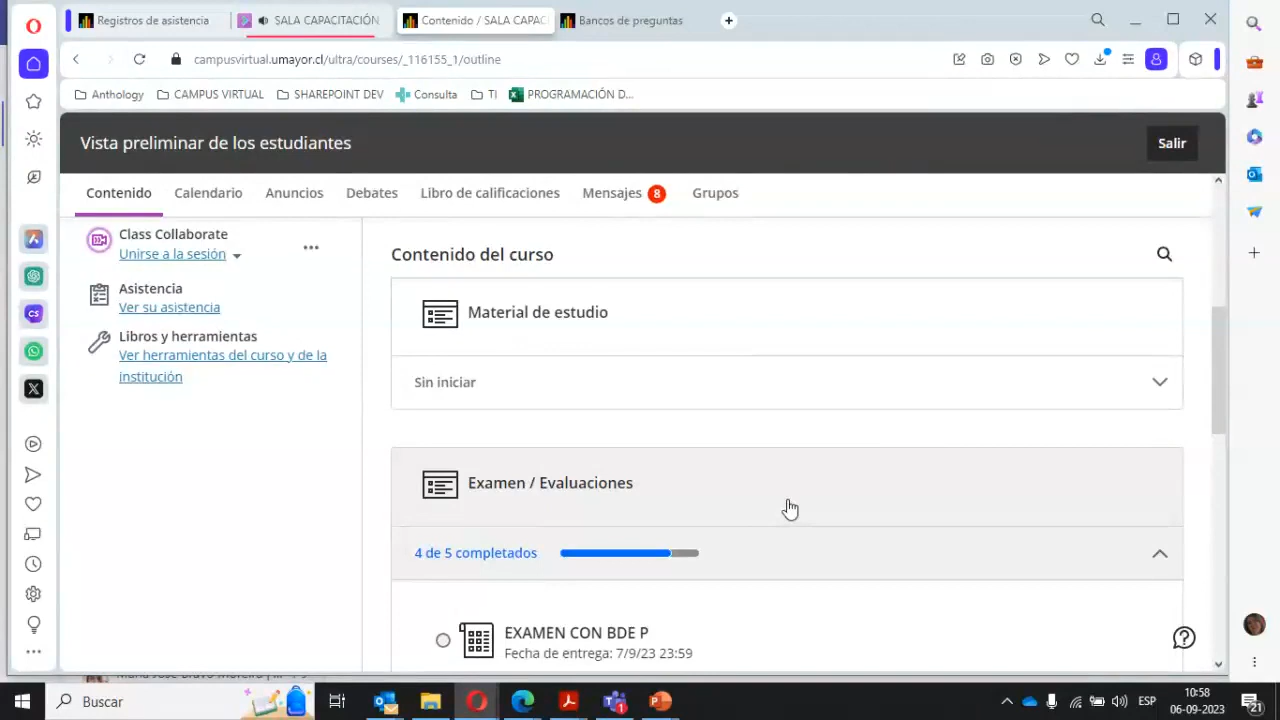 Registros de asistencia
SALA CAPACITACIÓN
Contenido / SALA CAPAC
Bancos de preguntas
campusvirtual.umayor.cl/ultra/courses/_116155_1/outline
Anthology
CAMPUS VIRTUAL
SHAREPOINT DEV
Consulta
TI
PROGRAMACIÓN D...
Vista preliminar de los estudiantes
Salir
Contenido
Calendario
Anuncios
Debates
Libro de calificaciones
Mensajes 8
Grupos
Class Collaborate
Unirse a la sesión
Asistencia
Ver su asistencia
Libros y herramientas
Ver herramientas del curso y de la
institución
Contenido del curso
Material de estudio
Sin iniciar
Examen / Evaluaciones
4 de 5 completados
EXAMEN CON BDE P
Fecha de entrega: 7/9/23 23:59
Buscar
ESP
10:58
06-09-2023
21
1
CS